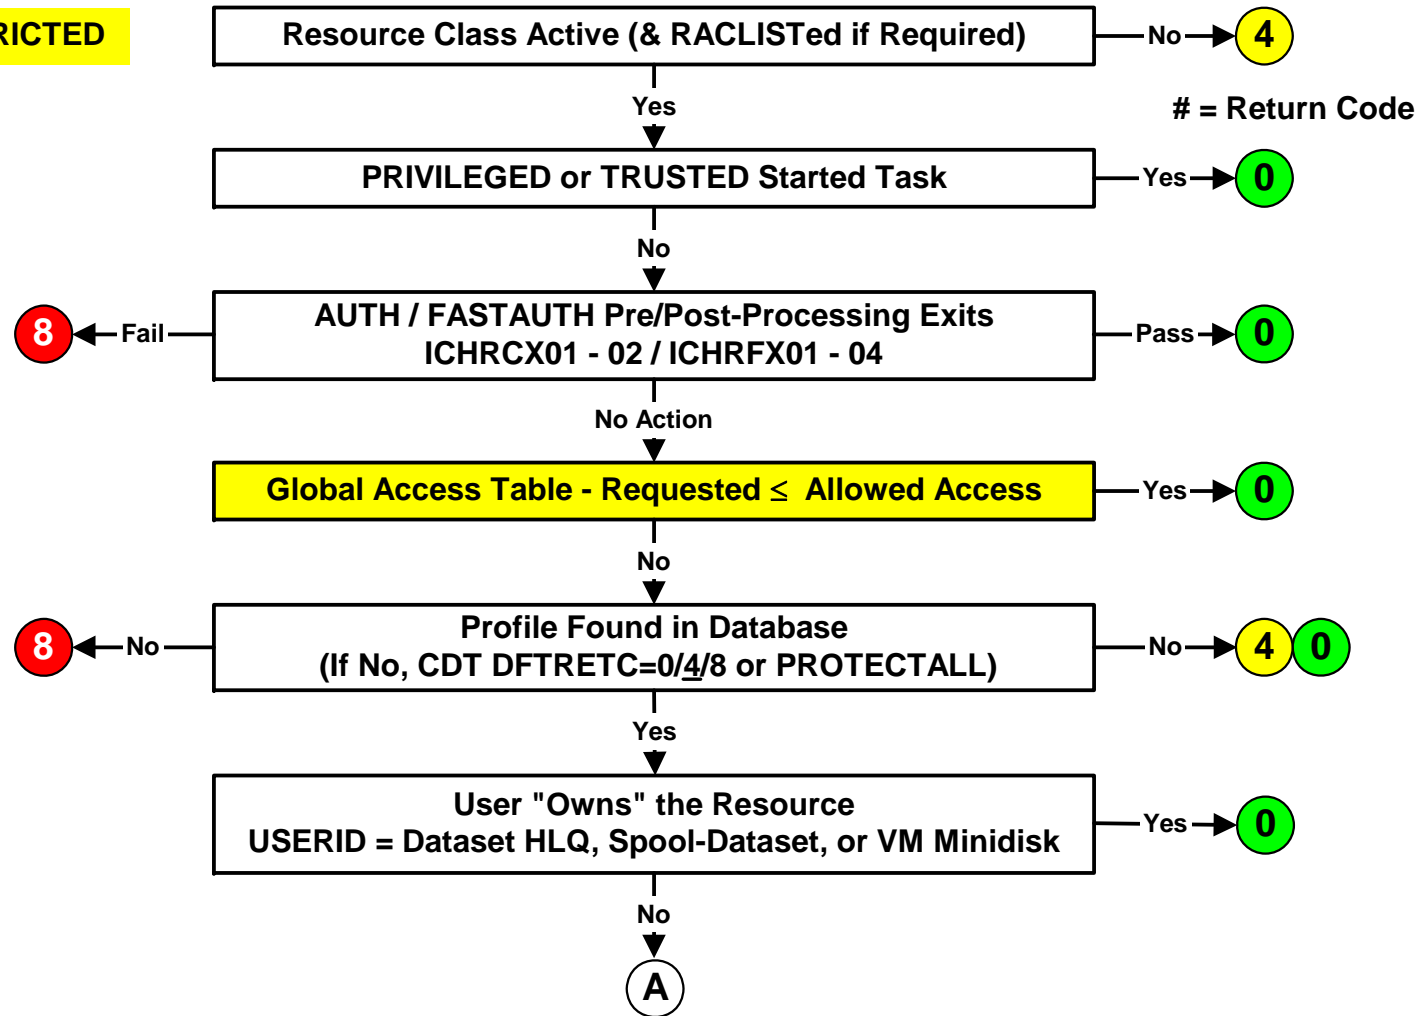 RICTED
Resource Class Active (& RACLISTed if Required)
No
4
# = Return Code
Yes
PRIVILEGED or TRUSTED Started Task
Yes
0
No
8
Fail
AUTH / FASTAUTH Pre/Post-Processing Exits
ICHRCX01 - 02 / ICHRFX01 - 04
Pass
0
No Action
Global Access Table - Requested ≤ Allowed Access
Yes
0
No
8
No
Profile Found in Database
(If No, CDT DFTRETC=0/4/8 or PROTECTALL)
No
4 0
Yes
User "Owns" the Resource
USERID = Dataset HLQ, Spool-Dataset, or VM Minidisk
Yes
0
No
A